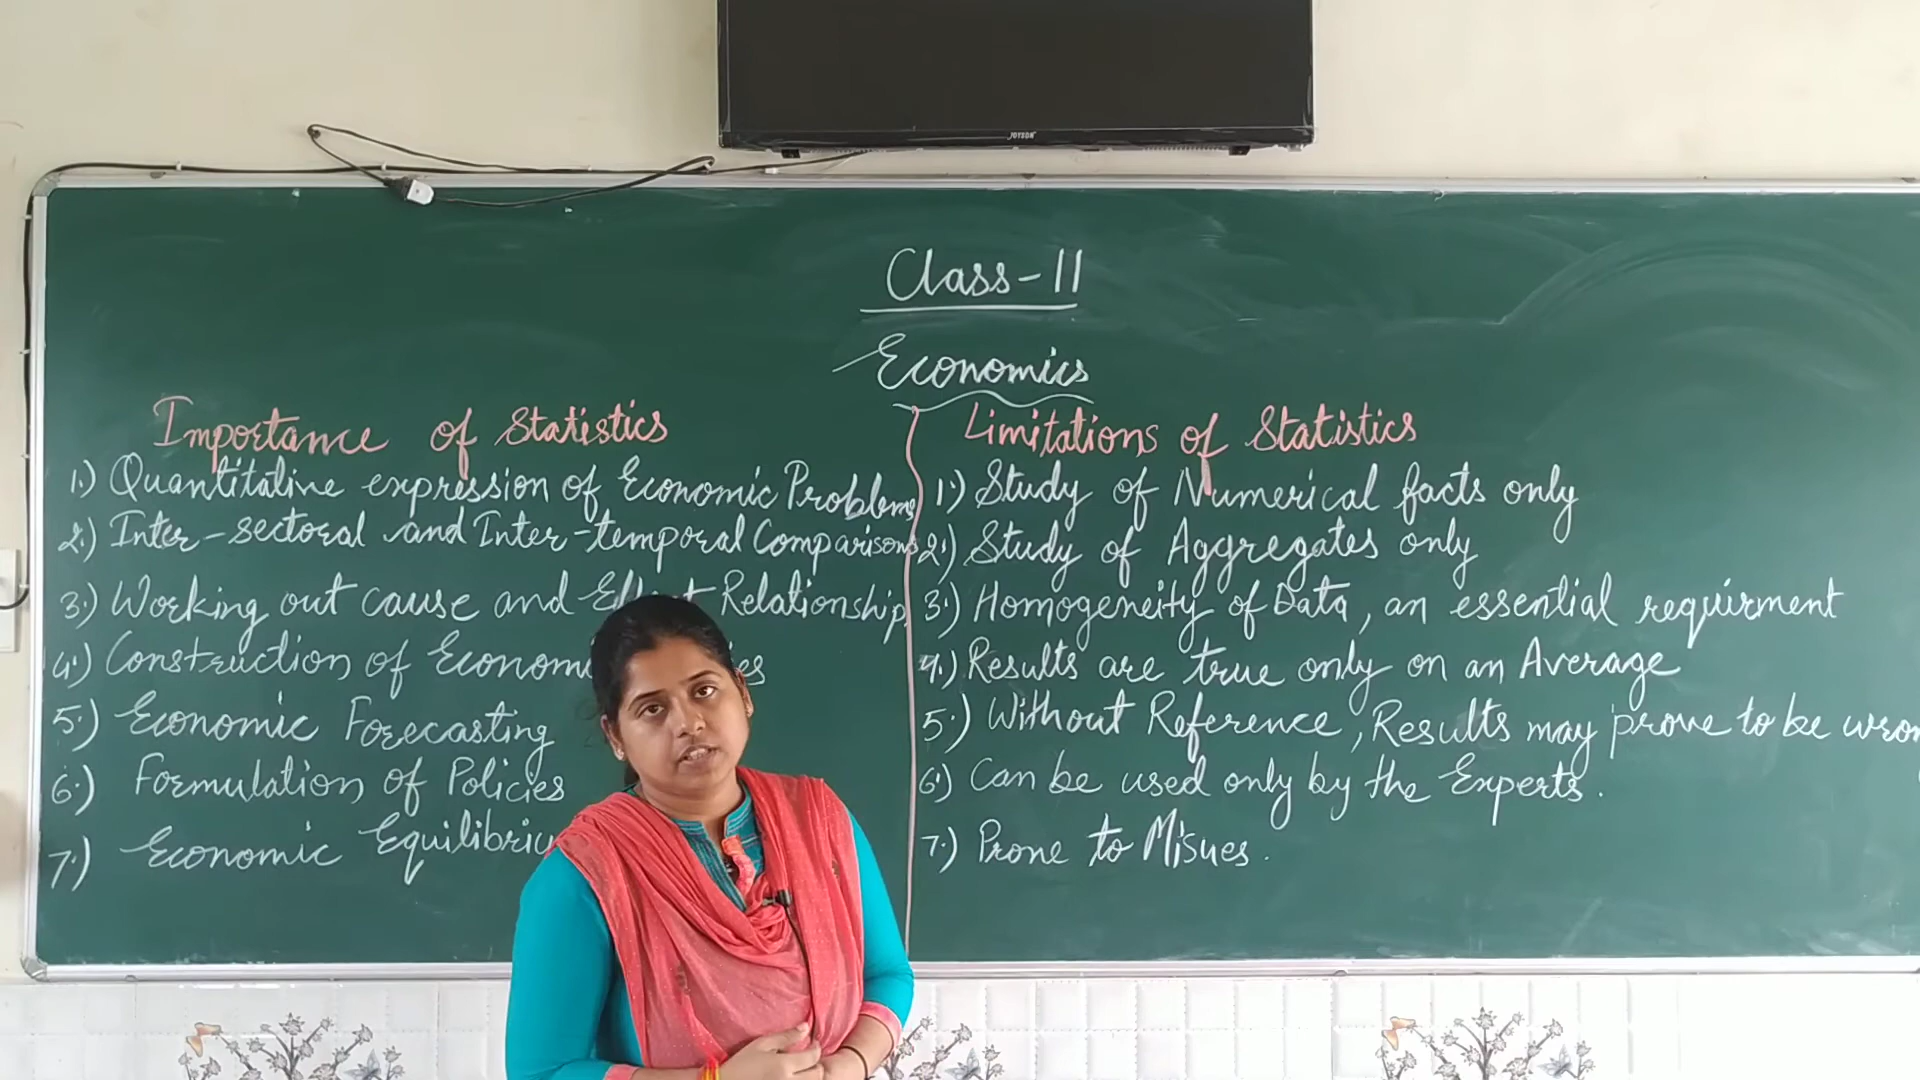 JOYSON
Class-11
Economics
Importance of Statistics
1.) Quantitative expression of Economic Problems
2.) Inter-sectoral and Inter-temporal Comparisons
3.) Working out cause and Relationship
4.) Construction of
5.) Economic Forecasting
6.) Formulation of Policies
7.) Economic
Limitations of Statistics
1.) Study of Numerical facts only
2.) Study of Aggregates only
3.) Homogeneity of Data, an essential requirment
4.) Results are true only on an Average
5.) Without Reference, Results may prove to be
6.) Can be used only by the Experts.
7.) Prone to Misues.